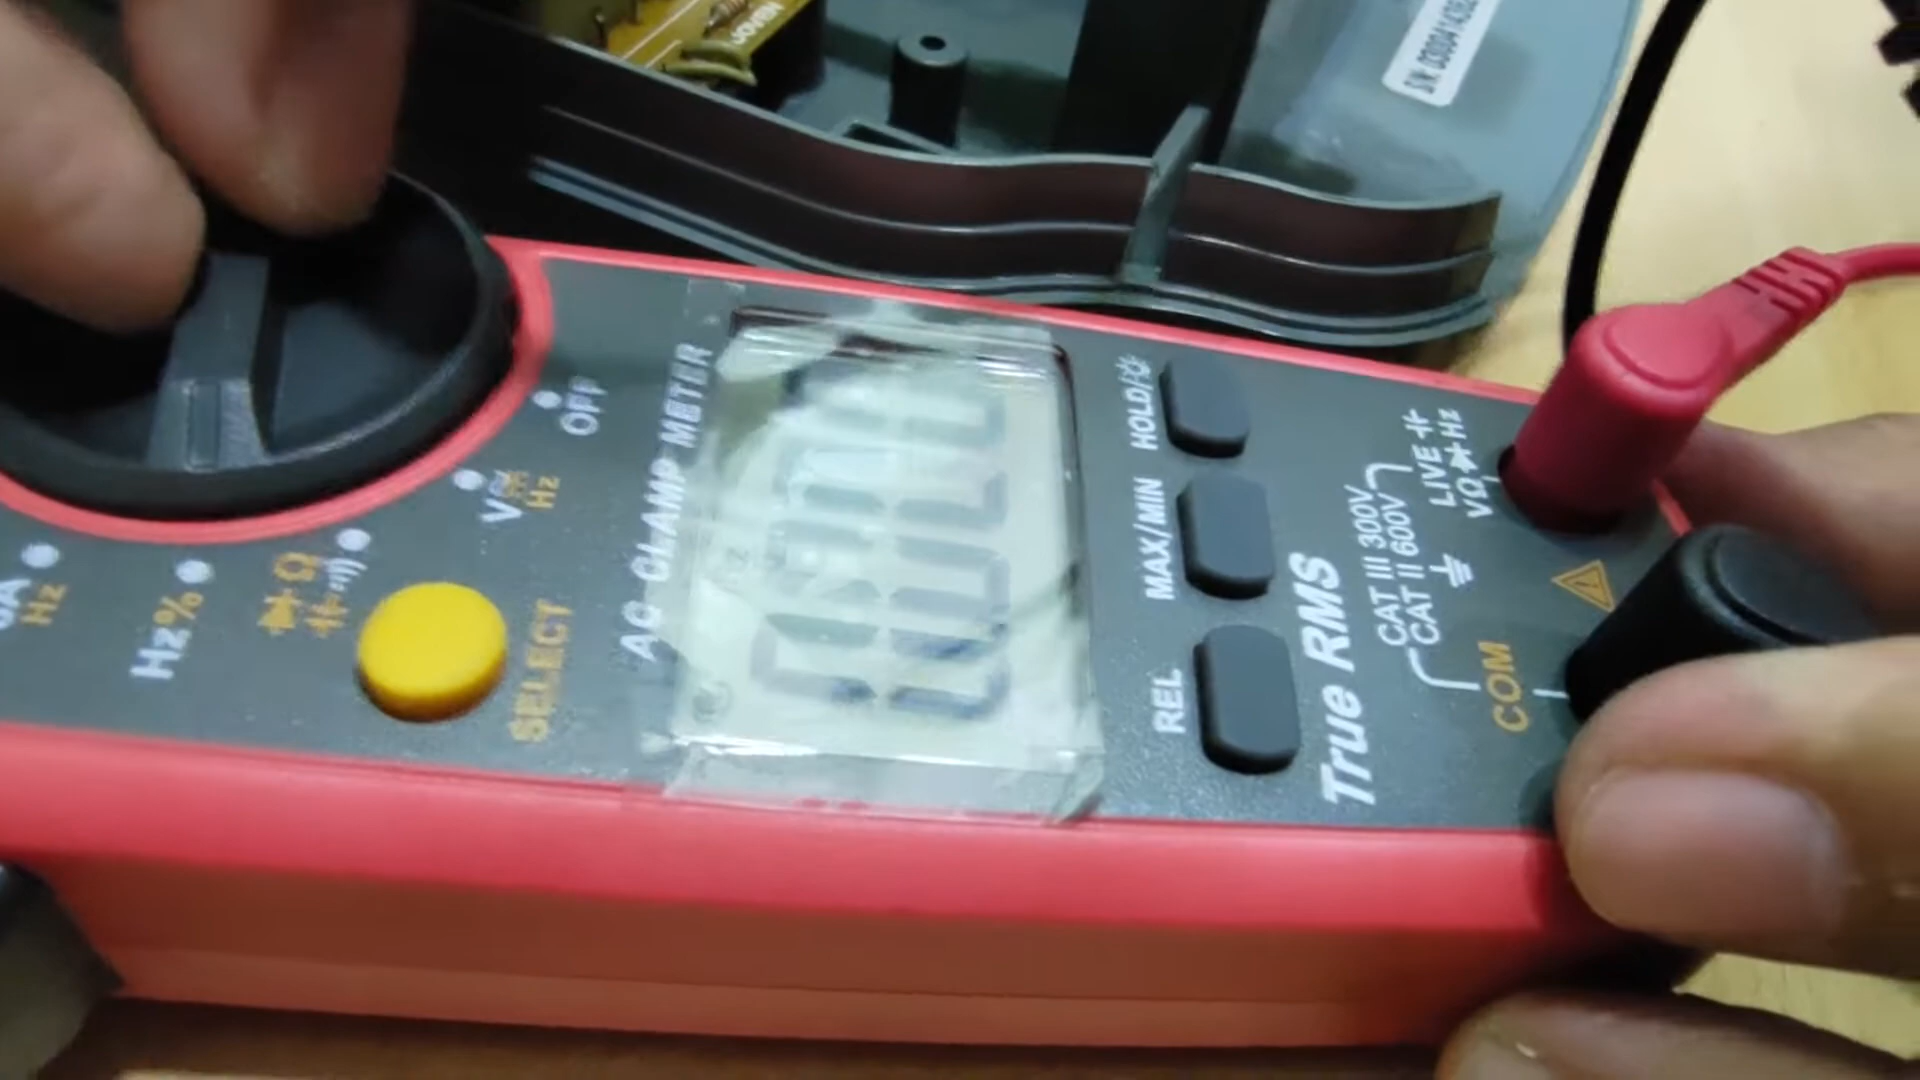 JOVEN
OFF
V Hz
Hz
Hz%
Ω
SELECT
AC CLAMP METER
HOLD/
MAX/MIN
REL
True RMS
CAT III 300V
CAT II 600V
LIVE
VΩ Hz
COM